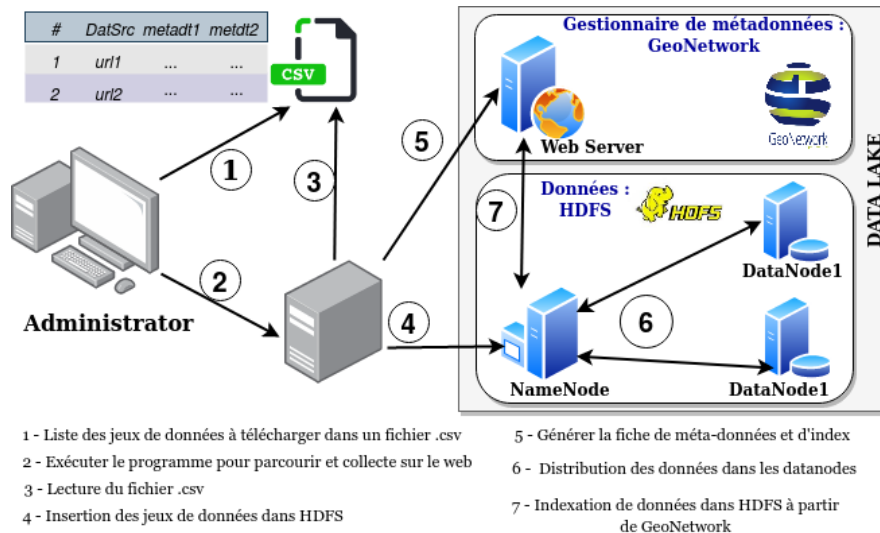 # DatSrc metadt1 metdt2
1 url1 ... ...
2 url2 ... ...
CSV
Gestionnaire de métadonnées :
GeoNetwork
Web Server
GeoNetwork
DATA LAKE
1
2
3
4
5
6
7
Données :
HDFS
HDFS
DataNode1
DataNode1
NameNode
Administrator
1 - Liste des jeux de données à télécharger dans un fichier .csv
2 - Exécuter le programme pour parcourir et collecte sur le web
3 - Lecture du fichier .csv
4 - Insertion des jeux de données dans HDFS
5 - Générer la fiche de méta-données et d'index
6 - Distribution des données dans les datanodes
7 - Indexation de données dans HDFS à partir
de GeoNetwork